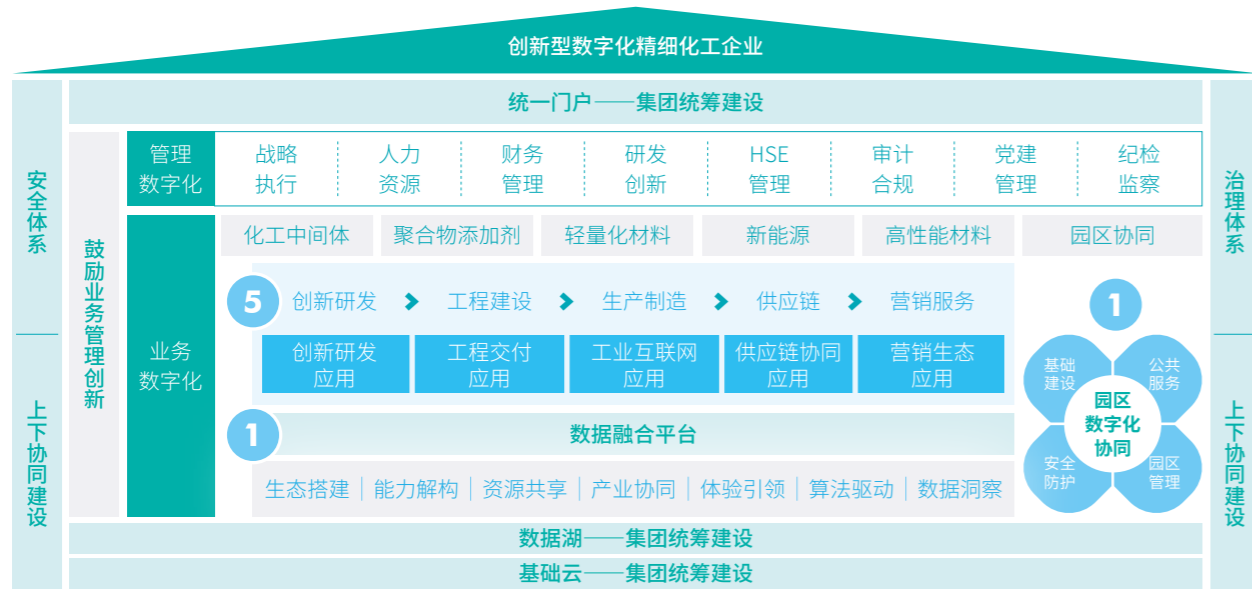 创新型数字化精细化工企业
统一门户——集团统筹建设
安全体系
上下协同建设
鼓励业务管理创新
管理
数字化
战略
执行
人力
资源
财务
管理
研发
创新
HSE
管理
审计
合规
党建
管理
纪检
监察
业务
数字化
化工中间体
聚合物添加剂
轻量化材料
新能源
高性能材料
园区协同
5
创新研发
工程建设
生产制造
供应链
营销服务
创新研发
应用
工程交付
应用
工业互联网
应用
供应链协同
应用
营销生态
应用
1
数据融合平台
生态搭建｜能力解构｜资源共享｜产业协同｜体验引领｜算法驱动｜数据洞察
1
基础
建设
公共
服务
园区
数字化
协同
安全
防护
园区
管理
数据湖——集团统筹建设
基础云——集团统筹建设
治理体系
上下协同建设